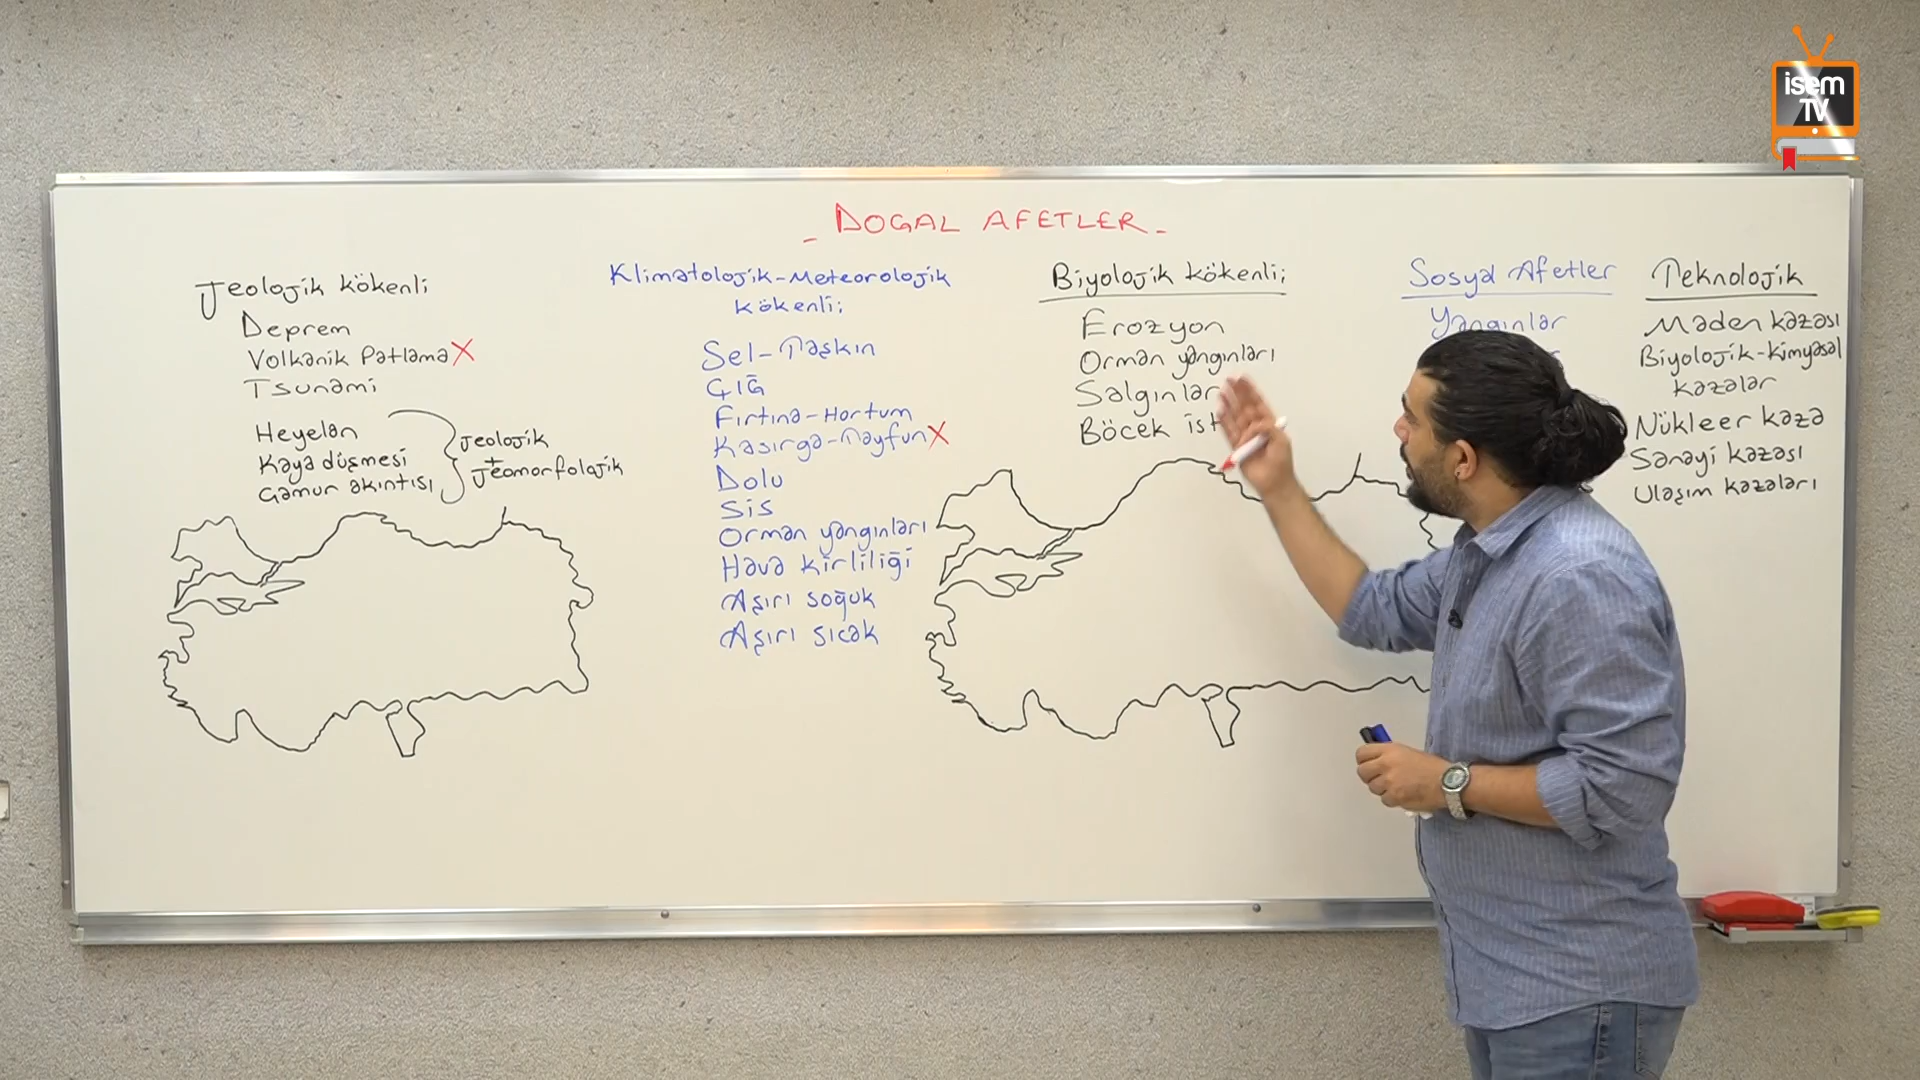 isem
TV
- DOĞAL AFETLER -
Jeolojik kökenli
Deprem
Volkanik Patlama X
Tsunami
Heyelan
Kaya düşmesi
Çamur akıntısı
Jeolojik
+
Jeomorfolojik
Klimatolojik-Meteorolojik
kökenli;
Sel-Taşkın
ÇIĞ
Fırtına-Hortum
Kasırga-Tayfun X
Dolu
Sis
Orman yangınları
Hava kirliliği
Aşırı soğuk
Aşırı sıcak
Biyolojik kökenli;
Erozyon
Orman yangınları
Salgınlar
Böcek ist
Sosyal Afetler
Yangınlar
Teknolojik
Maden kazası
Biyolojik-kimyasal
kazalar
Nükleer kaza
Sanayi kazası
Ulaşım kazaları